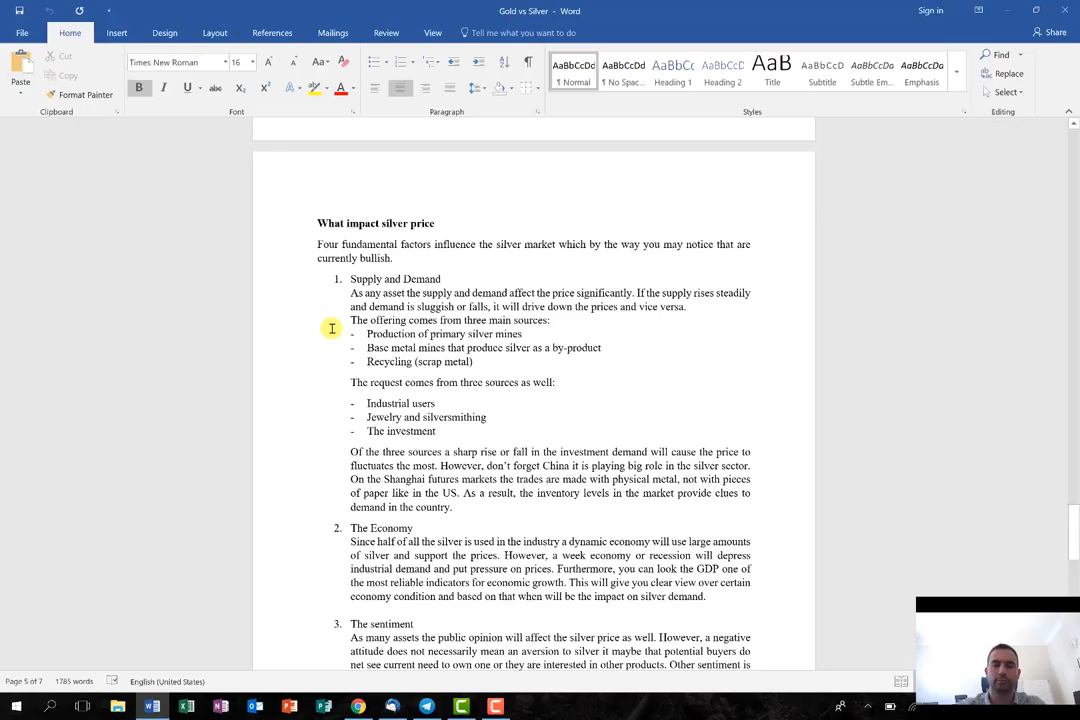 Gold vs Silver - Word
Sign in
File Home Insert Design Layout References Mailings Review View Tell me what you want to do Share
Paste Cut Copy Format Painter
Times New Roman 16
AaBbCcDd ¶ Normal
AaBbCcDd ¶ No Spac...
AaBbCc Heading 1
AaBbCcD Heading 2
AaB Title
AaBbCcD Subtitle
AaBbCcDd Subtle Em...
AaBbCcDd Emphasis
Find
Replace
Select
Clipboard Font Paragraph Styles Editing
What impact silver price
Four fundamental factors influence the silver market which by the way you may notice that are
currently bullish.
1. Supply and Demand
As any asset the supply and demand affect the price significantly. If the supply rises steadily
and demand is sluggish or falls, it will drive down the prices and vice versa.
The offering comes from three main sources:
- Production of primary silver mines
- Base metal mines that produce silver as a by-product
- Recycling (scrap metal)
The request comes from three sources as well:
- Industrial users
- Jewelry and silversmithing
- The investment
Of the three sources a sharp rise or fall in the investment demand will cause the price to
fluctuates the most. However, don't forget China it is playing big role in the silver sector.
On the Shanghai futures markets the trades are made with physical metal, not with pieces
of paper like in the US. As a result, the inventory levels in the market provide clues to
demand in the country.
2. The Economy
Since half of all the silver is used in the industry a dynamic economy will use large amounts
of silver and support the prices. However, a week economy or recession will depress
industrial demand and put pressure on prices. Furthermore, you can look the GDP one of
the most reliable indicators for economic growth. This will give you clear view over certain
economy condition and based on that when will be the impact on silver demand.
3. The sentiment
As many assets the public opinion will affect the silver price as well. However, a negative
attitude does not necessarily mean an aversion to silver it maybe that potential buyers do
net see current need to own one or they are interested in other products. Other sentiment is
Page 5 of 7 1785 words English (United States)